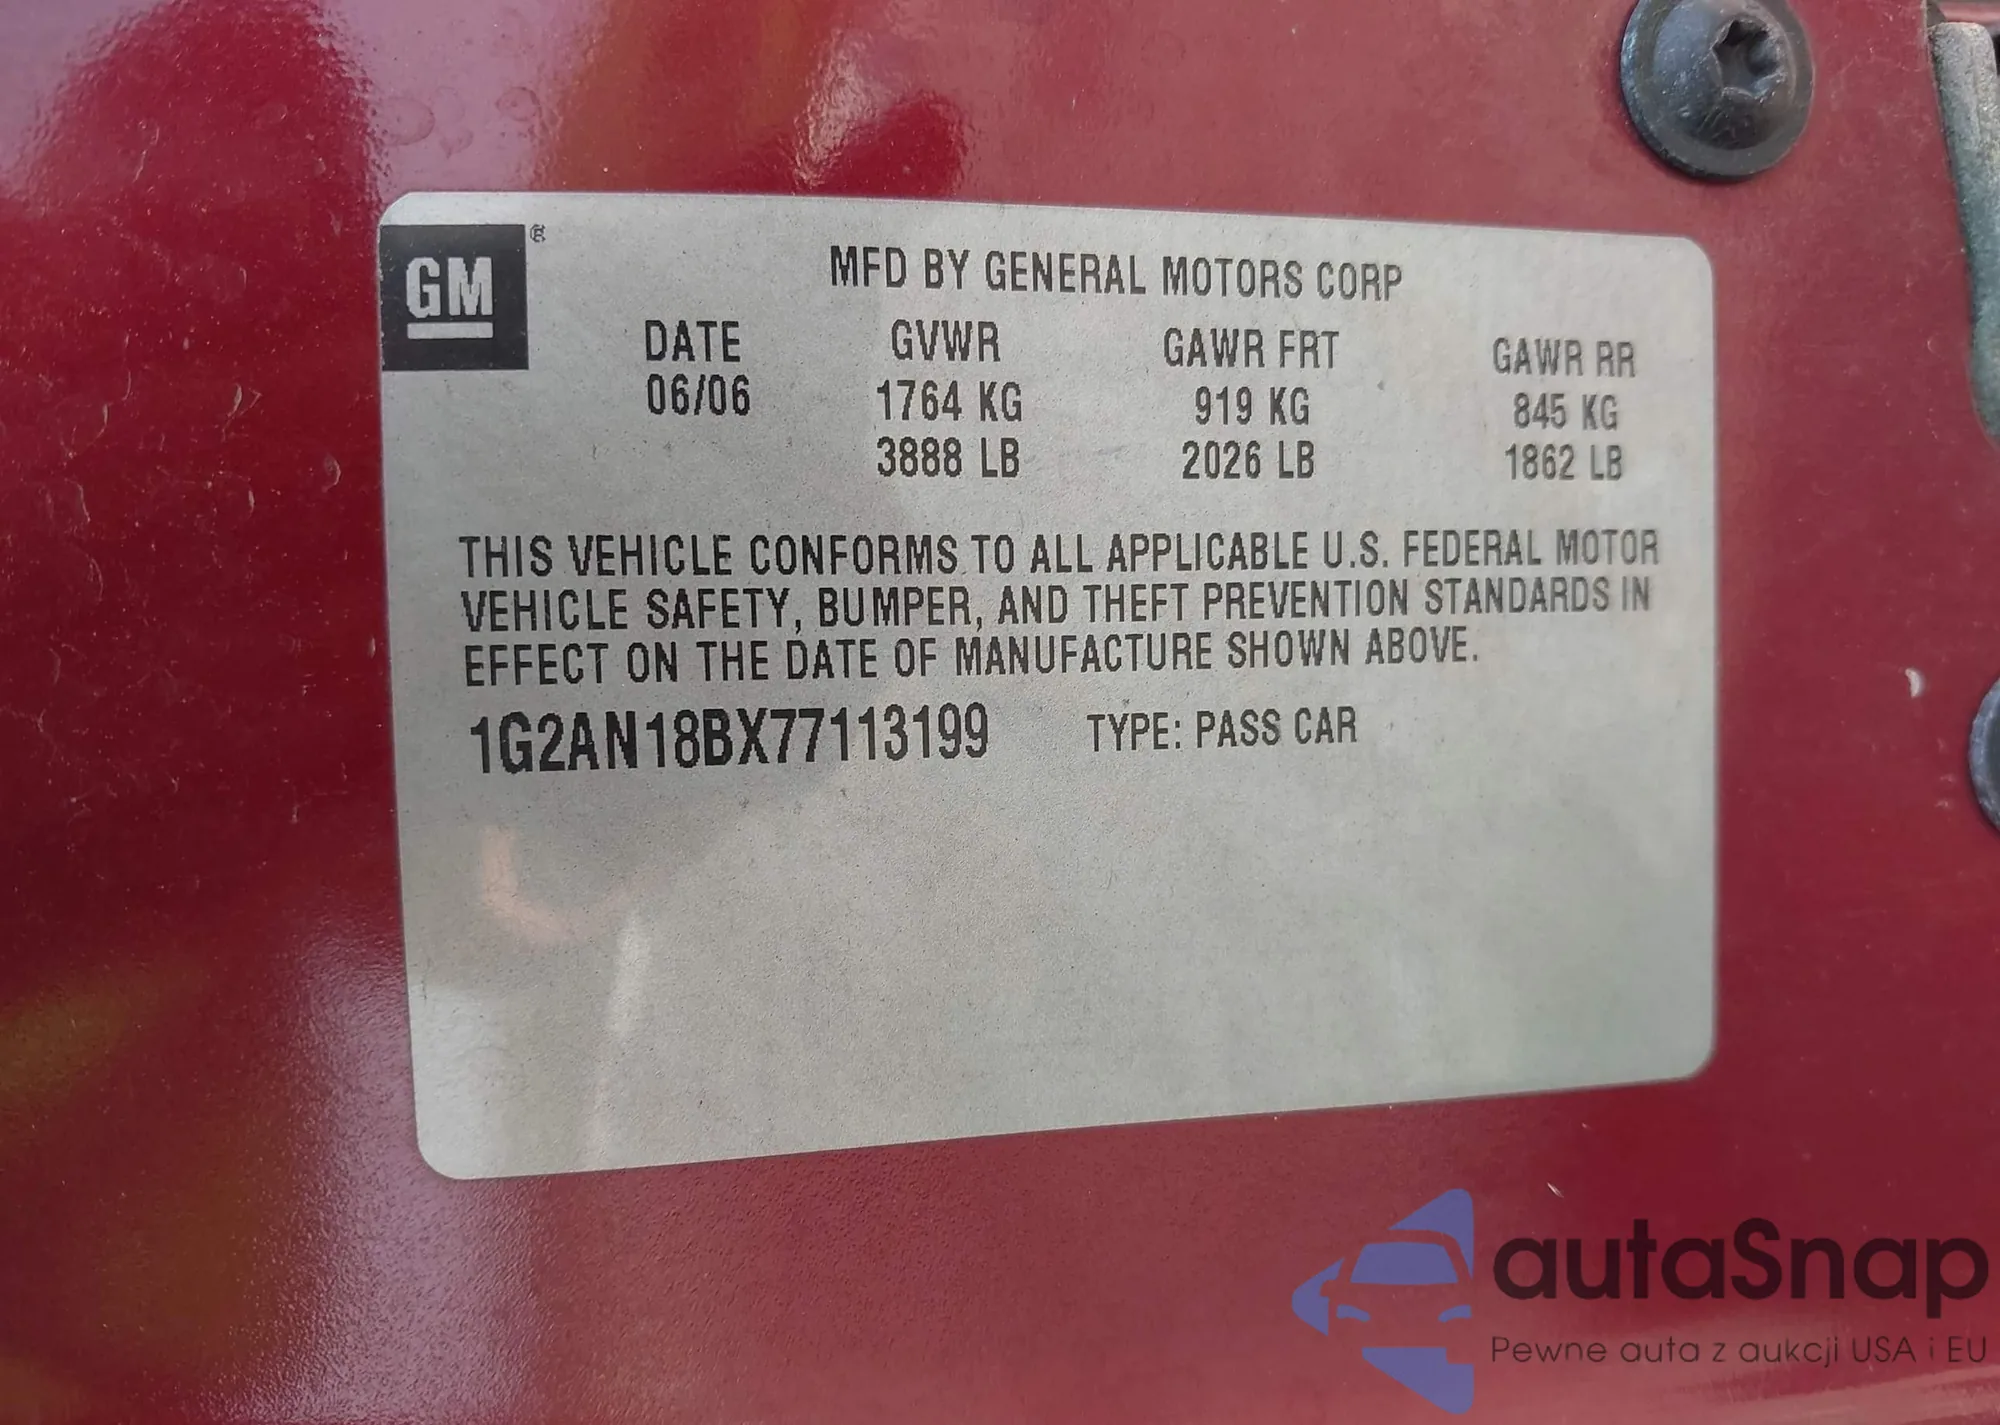 GM®
MFD BY GENERAL MOTORS CORP
DATE GVWR GAWR FRT GAWR RR
06/06 1764 KG 919 KG 845 KG
3888 LB 2026 LB 1862 LB
THIS VEHICLE CONFORMS TO ALL APPLICABLE U.S. FEDERAL MOTOR
VEHICLE SAFETY, BUMPER, AND THEFT PREVENTION STANDARDS IN
EFFECT ON THE DATE OF MANUFACTURE SHOWN ABOVE.
1G2AN18BX77113199 TYPE: PASS CAR
autaSnap
Pewne auta z aukcji USA i EU